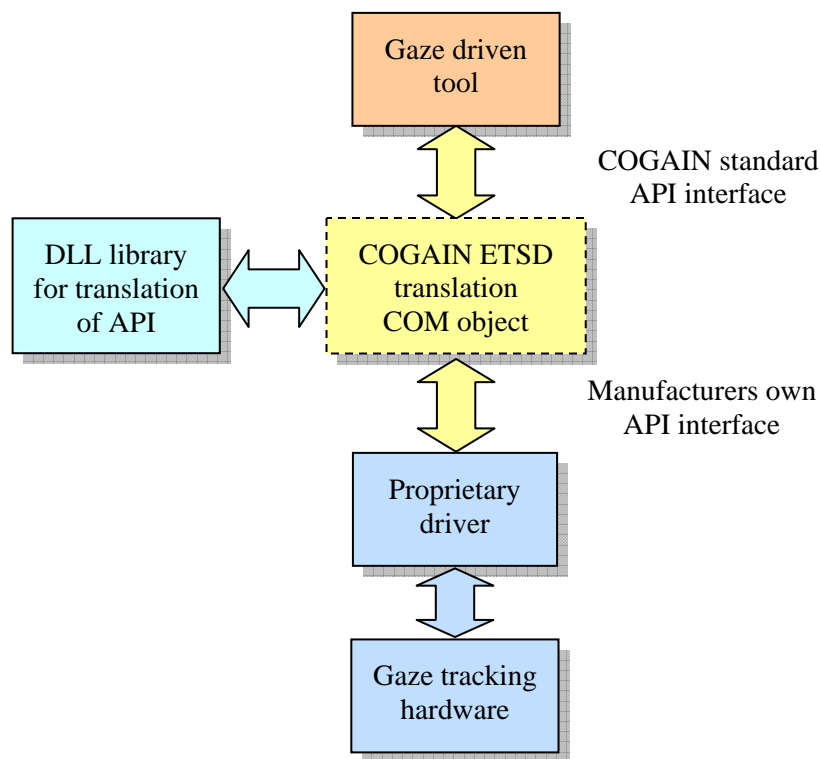 Gaze driven
tool
COGAIN standard
API interface
DLL library
for translation
of API
COGAIN ETSD
translation
COM object
Manufacturers own
API interface
Proprietary
driver
Gaze tracking
hardware